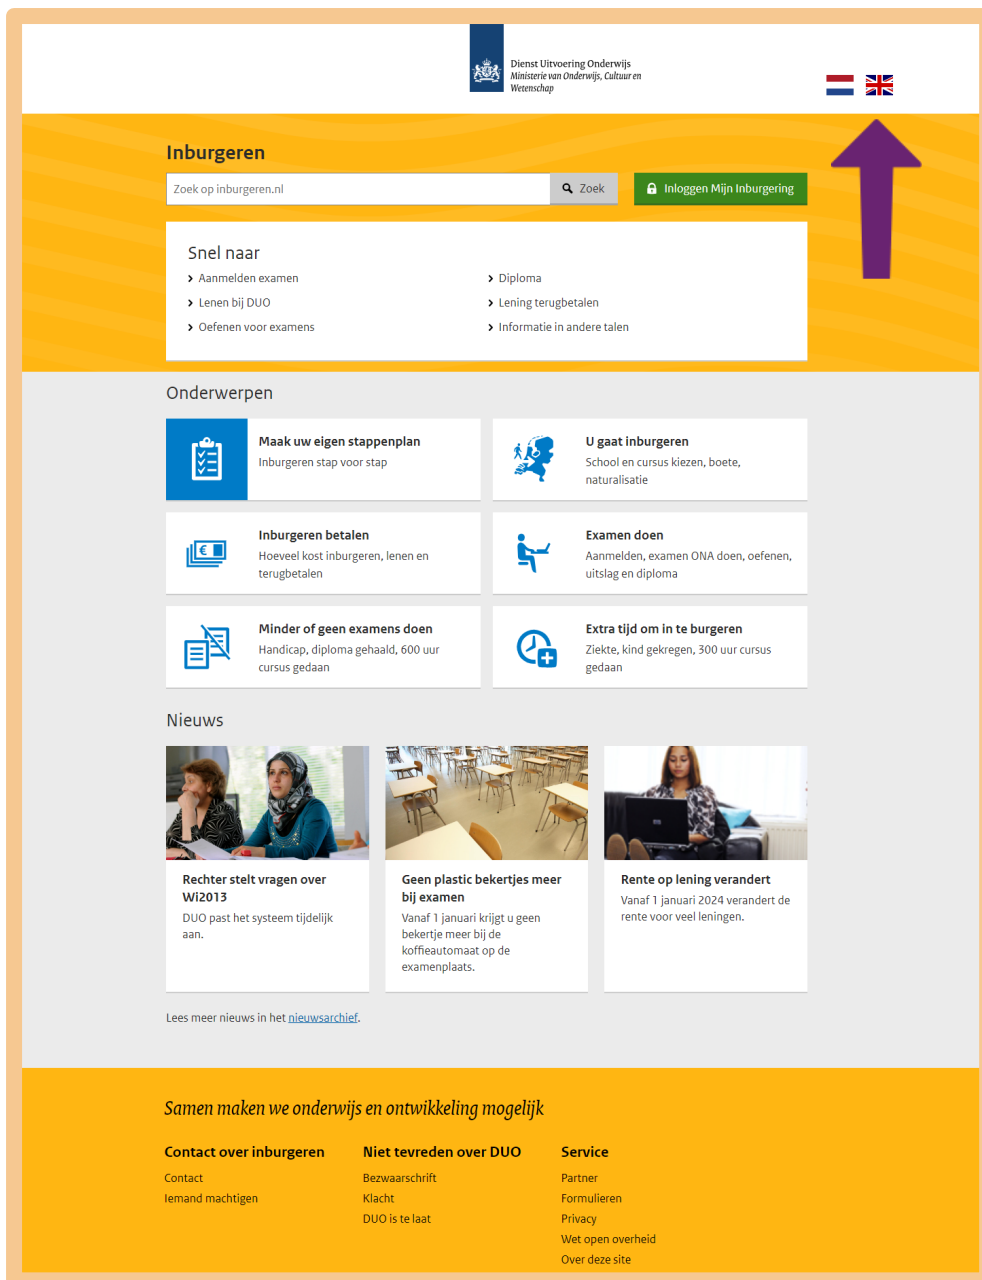 Dienst Uitvoering Onderwijs
Ministerie van Onderwijs, Cultuur en
Wetenschap
Inburgeren
Zoek op inburgeren.nl
Zoek
Inloggen Mijn Inburgering
Snel naar
Aanmelden examen
Diploma
Lenen bij DUO
Lening terugbetalen
Oefenen voor examens
Informatie in andere talen
Onderwerpen
Maak uw eigen stappenplan
Inburgeren stap voor stap
U gaat inburgeren
School en cursus kiezen, boete,
naturalisatie
Inburgeren betalen
Hoeveel kost inburgeren, lenen en
terugbetalen
Examen doen
Aanmelden, examen ONA doen, oefenen,
uitslag en diploma
Minder of geen examens doen
Handicap, diploma gehaald, 600 uur
cursus gedaan
Extra tijd om in te burgeren
Ziekte, kind gekregen, 300 uur cursus
gedaan
Nieuws
Rechter stelt vragen over
Wi2013
DUO past het systeem tijdelijk
aan.
Geen plastic bekertjes meer
bij examen
Vanaf 1 januari krijgt u geen
bekertje meer bij de
koffieautomaat op de
examenplaats.
Rente op lening verandert
Vanaf 1 januari 2024 verandert de
rente voor veel leningen.
Lees meer nieuws in het nieuwsarchief.
Samen maken we onderwijs en ontwikkeling mogelijk
Contact over inburgeren
Contact
Iemand machtigen
Niet tevreden over DUO
Bezwaarschrift
Klacht
DUO is te laat
Service
Partner
Formulieren
Privacy
Wet open overheid
Over deze site